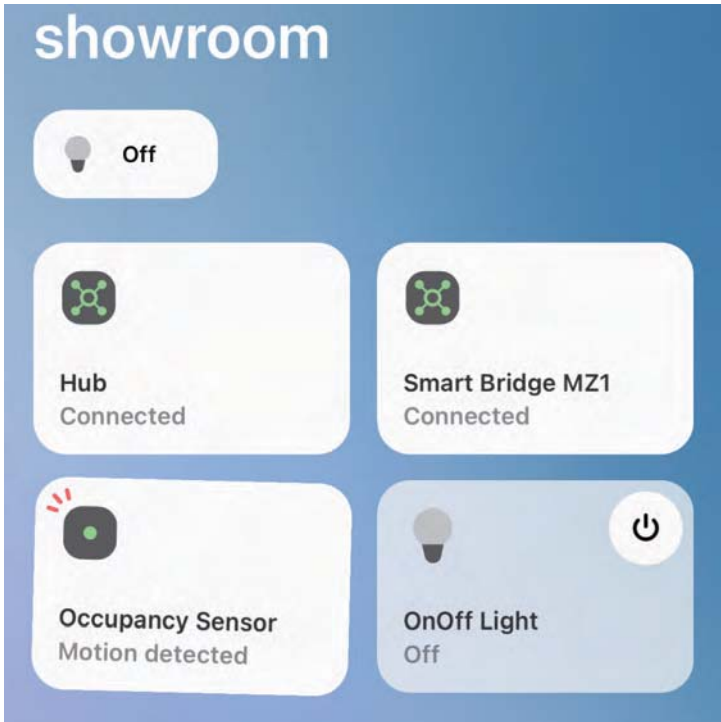 showroom
Off
Hub
Connected
Smart Bridge MZ1
Connected
Occupancy Sensor
Motion detected
OnOff Light
Off